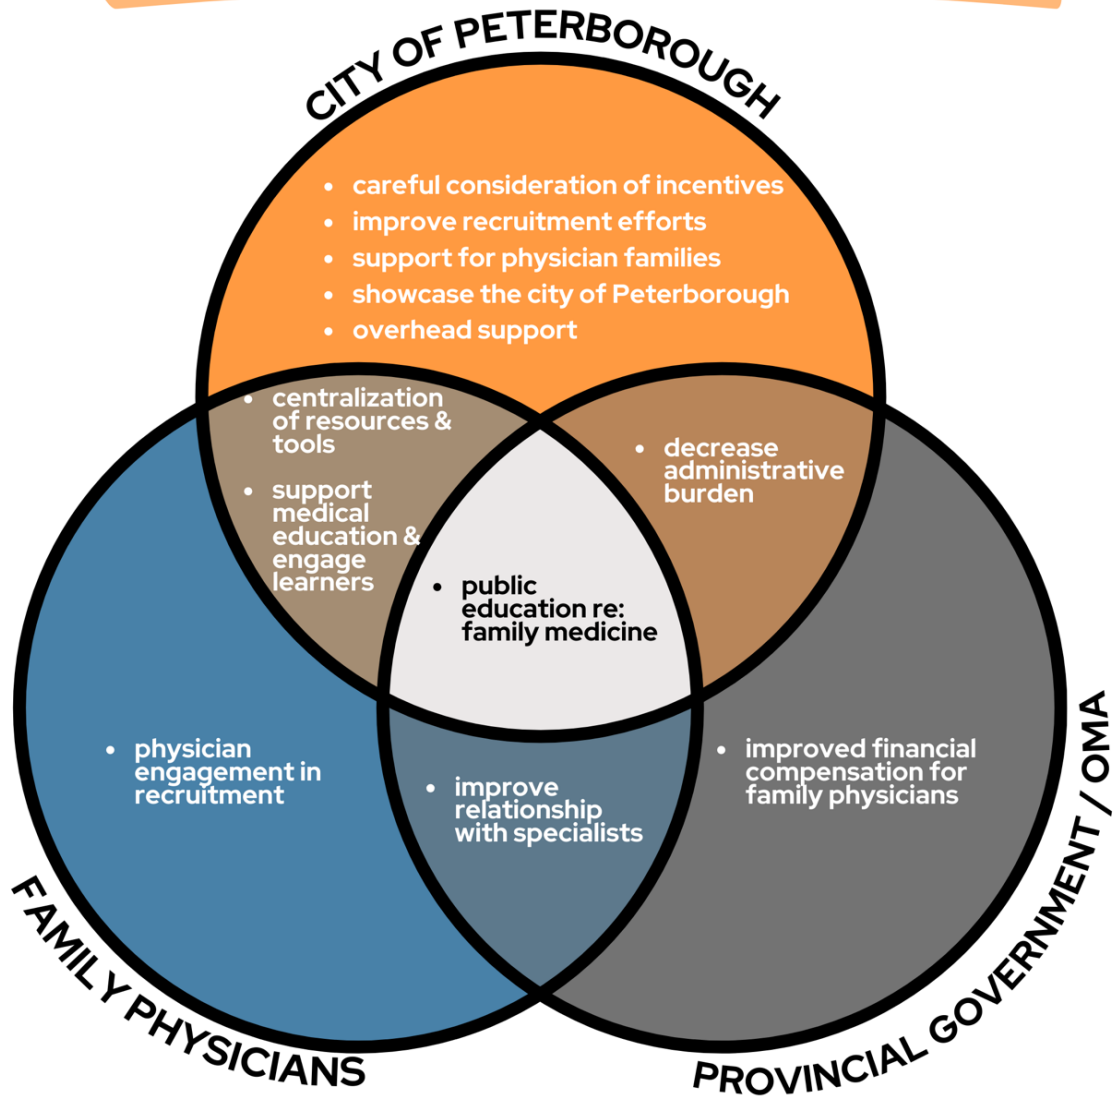 CITY OF PETERBOROUGH
• careful consideration of incentives
• improve recruitment efforts
• support for physician families
• showcase the city of Peterborough
• overhead support
• centralization
of resources &
tools
• support
medical
education &
engage
learners
• decrease
administrative
burden
• public
education re:
family medicine
• physician
engagement in
recruitment
• improve
relationship
with specialists
• improved financial
compensation for
family physicians
FAMILY PHYSICIANS
PROVINCIAL GOVERNMENT / OMA